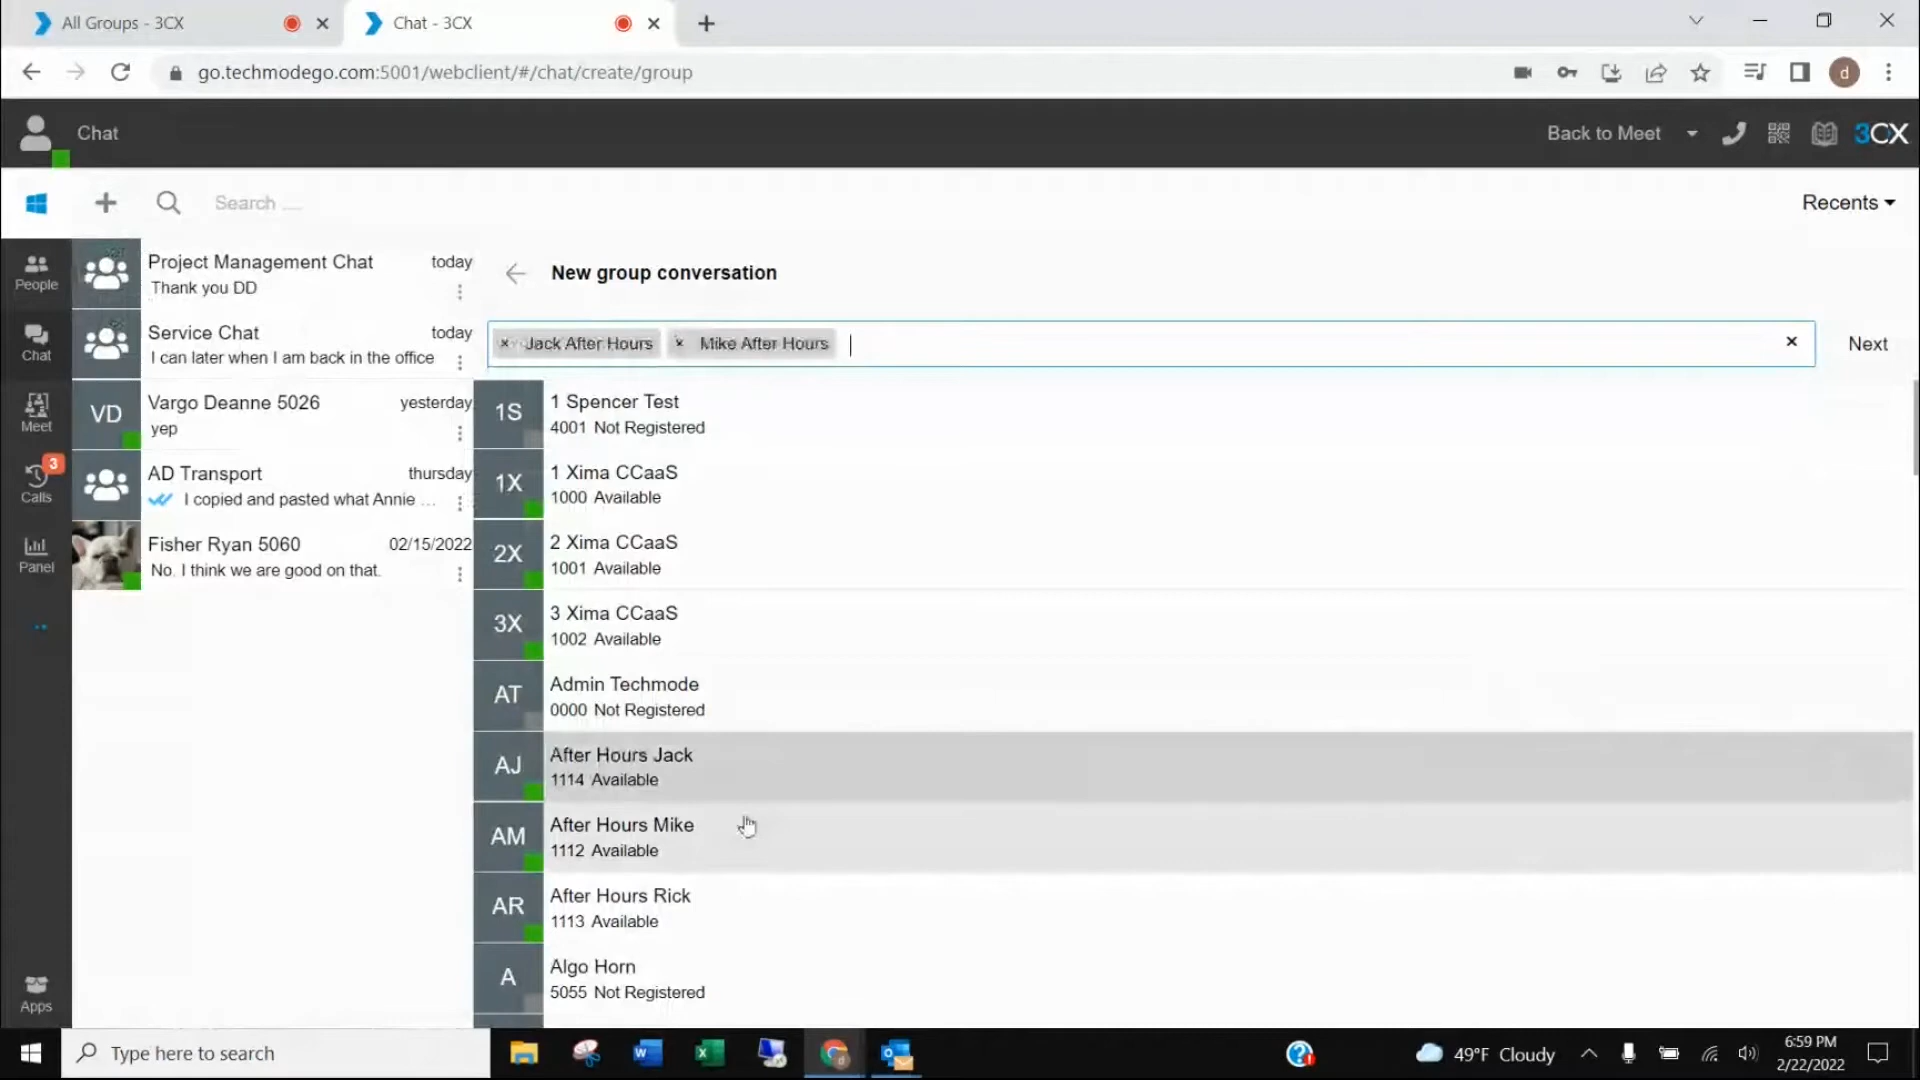 All Groups - 3CX
Chat - 3CX
go.techmodego.com:5001/webclient/#/chat/create/group
d
Chat
Back to Meet
3CX
Search ....
Recents
People
Chat
Meet
3
Calls
Panel
Apps
Project Management Chat today
Thank you DD
Service Chat today
I can later when I am back in the office
VD
Vargo Deanne 5026 yesterday
yep
AD Transport thursday
I copied and pasted what Annie ...
Fisher Ryan 5060 02/15/2022
No. I think we are good on that.
New group conversation
× Jack After Hours × Mike After Hours
×
Next
1S
1 Spencer Test
4001 Not Registered
1X
1 Xima CCaaS
1000 Available
2X
2 Xima CCaaS
1001 Available
3X
3 Xima CCaaS
1002 Available
AT
Admin Techmode
0000 Not Registered
AJ
After Hours Jack
1114 Available
AM
After Hours Mike
1112 Available
AR
After Hours Rick
1113 Available
A
Algo Horn
5055 Not Registered
Type here to search
49°F Cloudy
6:59 PM
2/22/2022